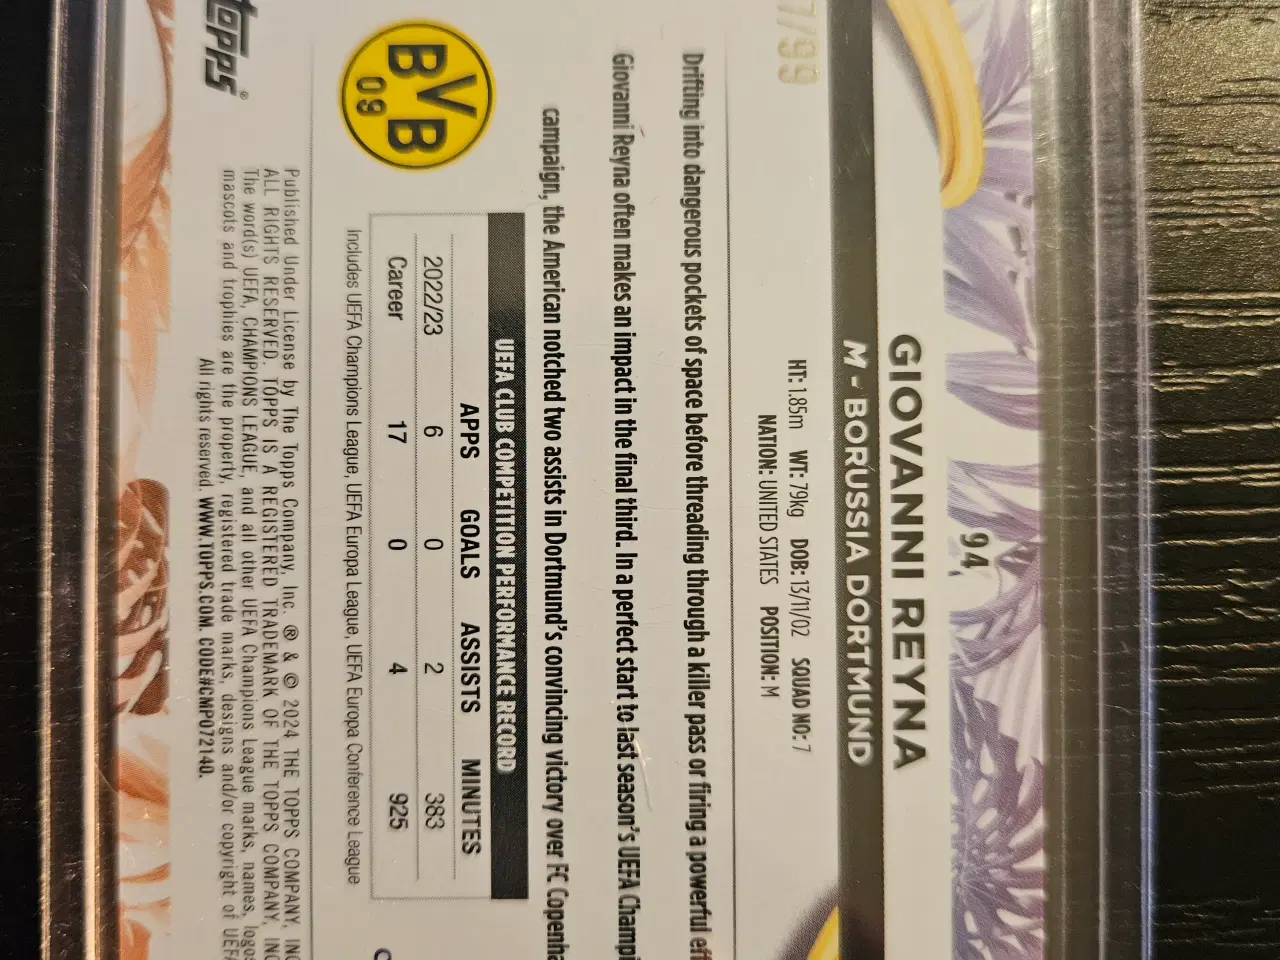 94
GIOVANNI REYNA
M - BORUSSIA DORTMUND
7/99
HT: 1.85m WT: 79kg DOB: 13/11/02 SQUAD NO: 7
NATION: UNITED STATES POSITION: M
Drifting into dangerous pockets of space before threading through a killer pass or firing a powerful
Giovanni Reyna often makes an impact in the final third. In a perfect start to last season's UEFA
campaign, the American notched two assists in Dortmund's convincing victory over FC
UEFA CLUB COMPETITION PERFORMANCE RECORD
APPS GOALS ASSISTS MINUTES
2022/23 6 0 2 383
Career 17 0 4 925
Includes UEFA Champions League, UEFA Europa League, UEFA Europa Conference League
BVB
09
Published Under License by The Topps Company, Inc. ® & © 2024 THE TOPPS COMPANY,
ALL RIGHTS RESERVED. TOPPS IS A REGISTERED TRADEMARK OF THE TOPPS COMPANY,
The word(s) UEFA, CHAMPIONS LEAGUE, and all other UEFA Champions League marks, names,
mascots and trophies are the property, registered trade marks, designs and/or copyright of
All rights reserved. WWW.TOPPS.COM. CODE#CMP072140.
topps®